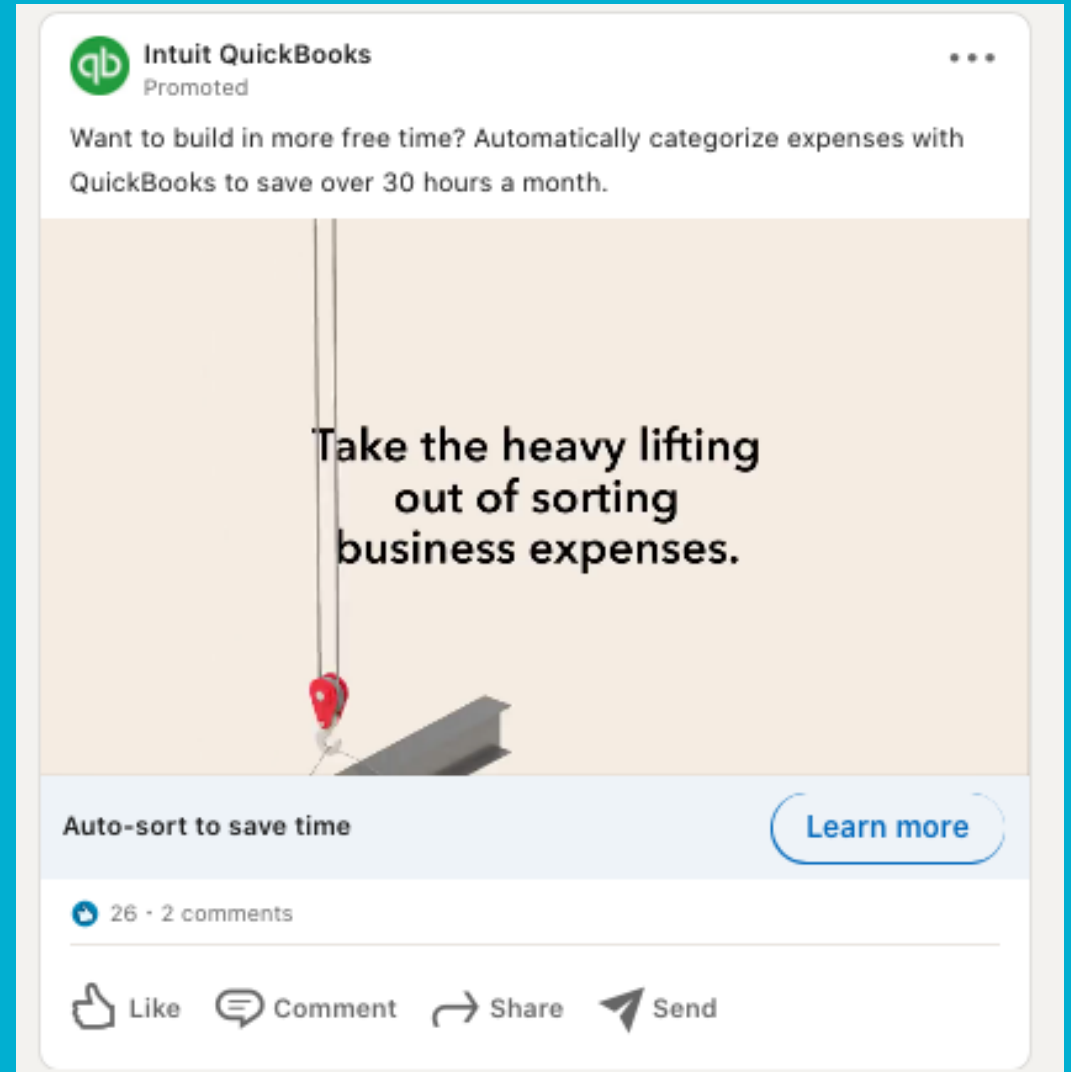 qb
Intuit QuickBooks
Promoted
Want to build in more free time? Automatically categorize expenses with
QuickBooks to save over 30 hours a month.
Take the heavy lifting
out of sorting
business expenses.
Auto-sort to save time
Learn more
26 · 2 comments
Like Comment Share Send